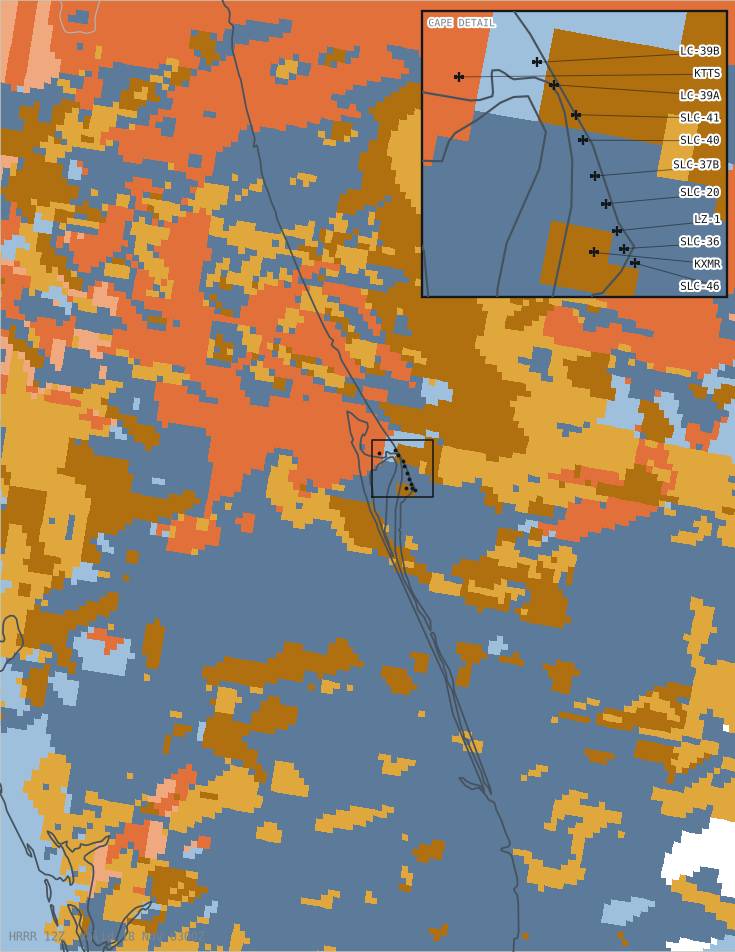 CAPE DETAIL
LC-39B
KTTS
LC-39A
SLC-41
SLC-40
SLC-37B
SLC-20
LZ-1
SLC-36
KXMR
SLC-46
HRRR 12Z